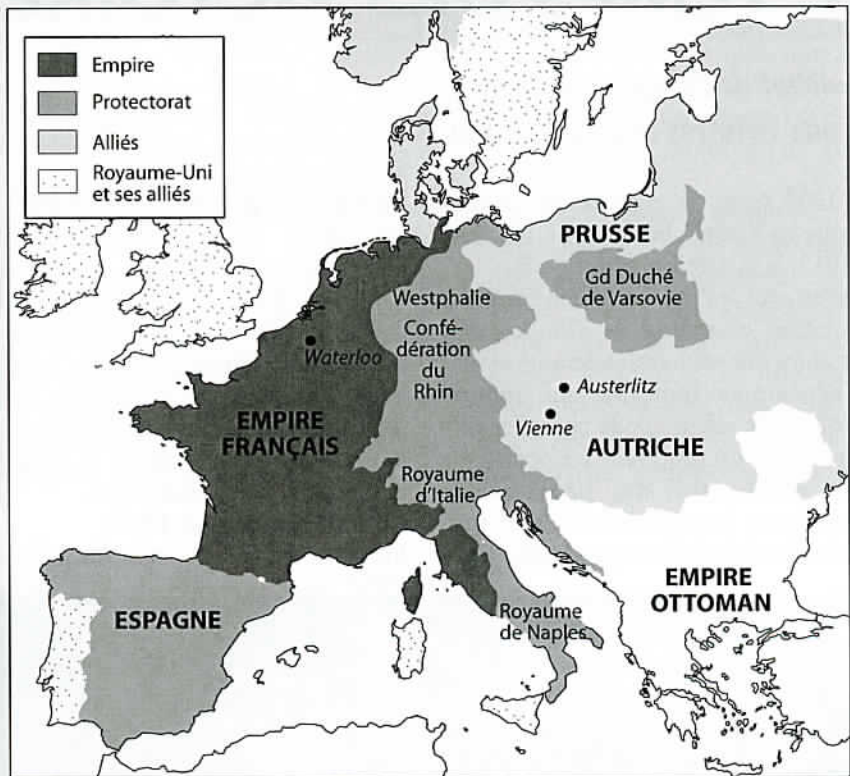 Empire
Protectorat
Alliés
Royaume-Uni
et ses alliés
PRUSSE
Gd Duché
de Varsovie
Westphalie
Confé-
dération
du
Rhin
Waterloo
Austerlitz
Vienne
EMPIRE
FRANÇAIS
AUTRICHE
Royaume
d'Italie
EMPIRE
OTTOMAN
ESPAGNE
Royaume
de Naples